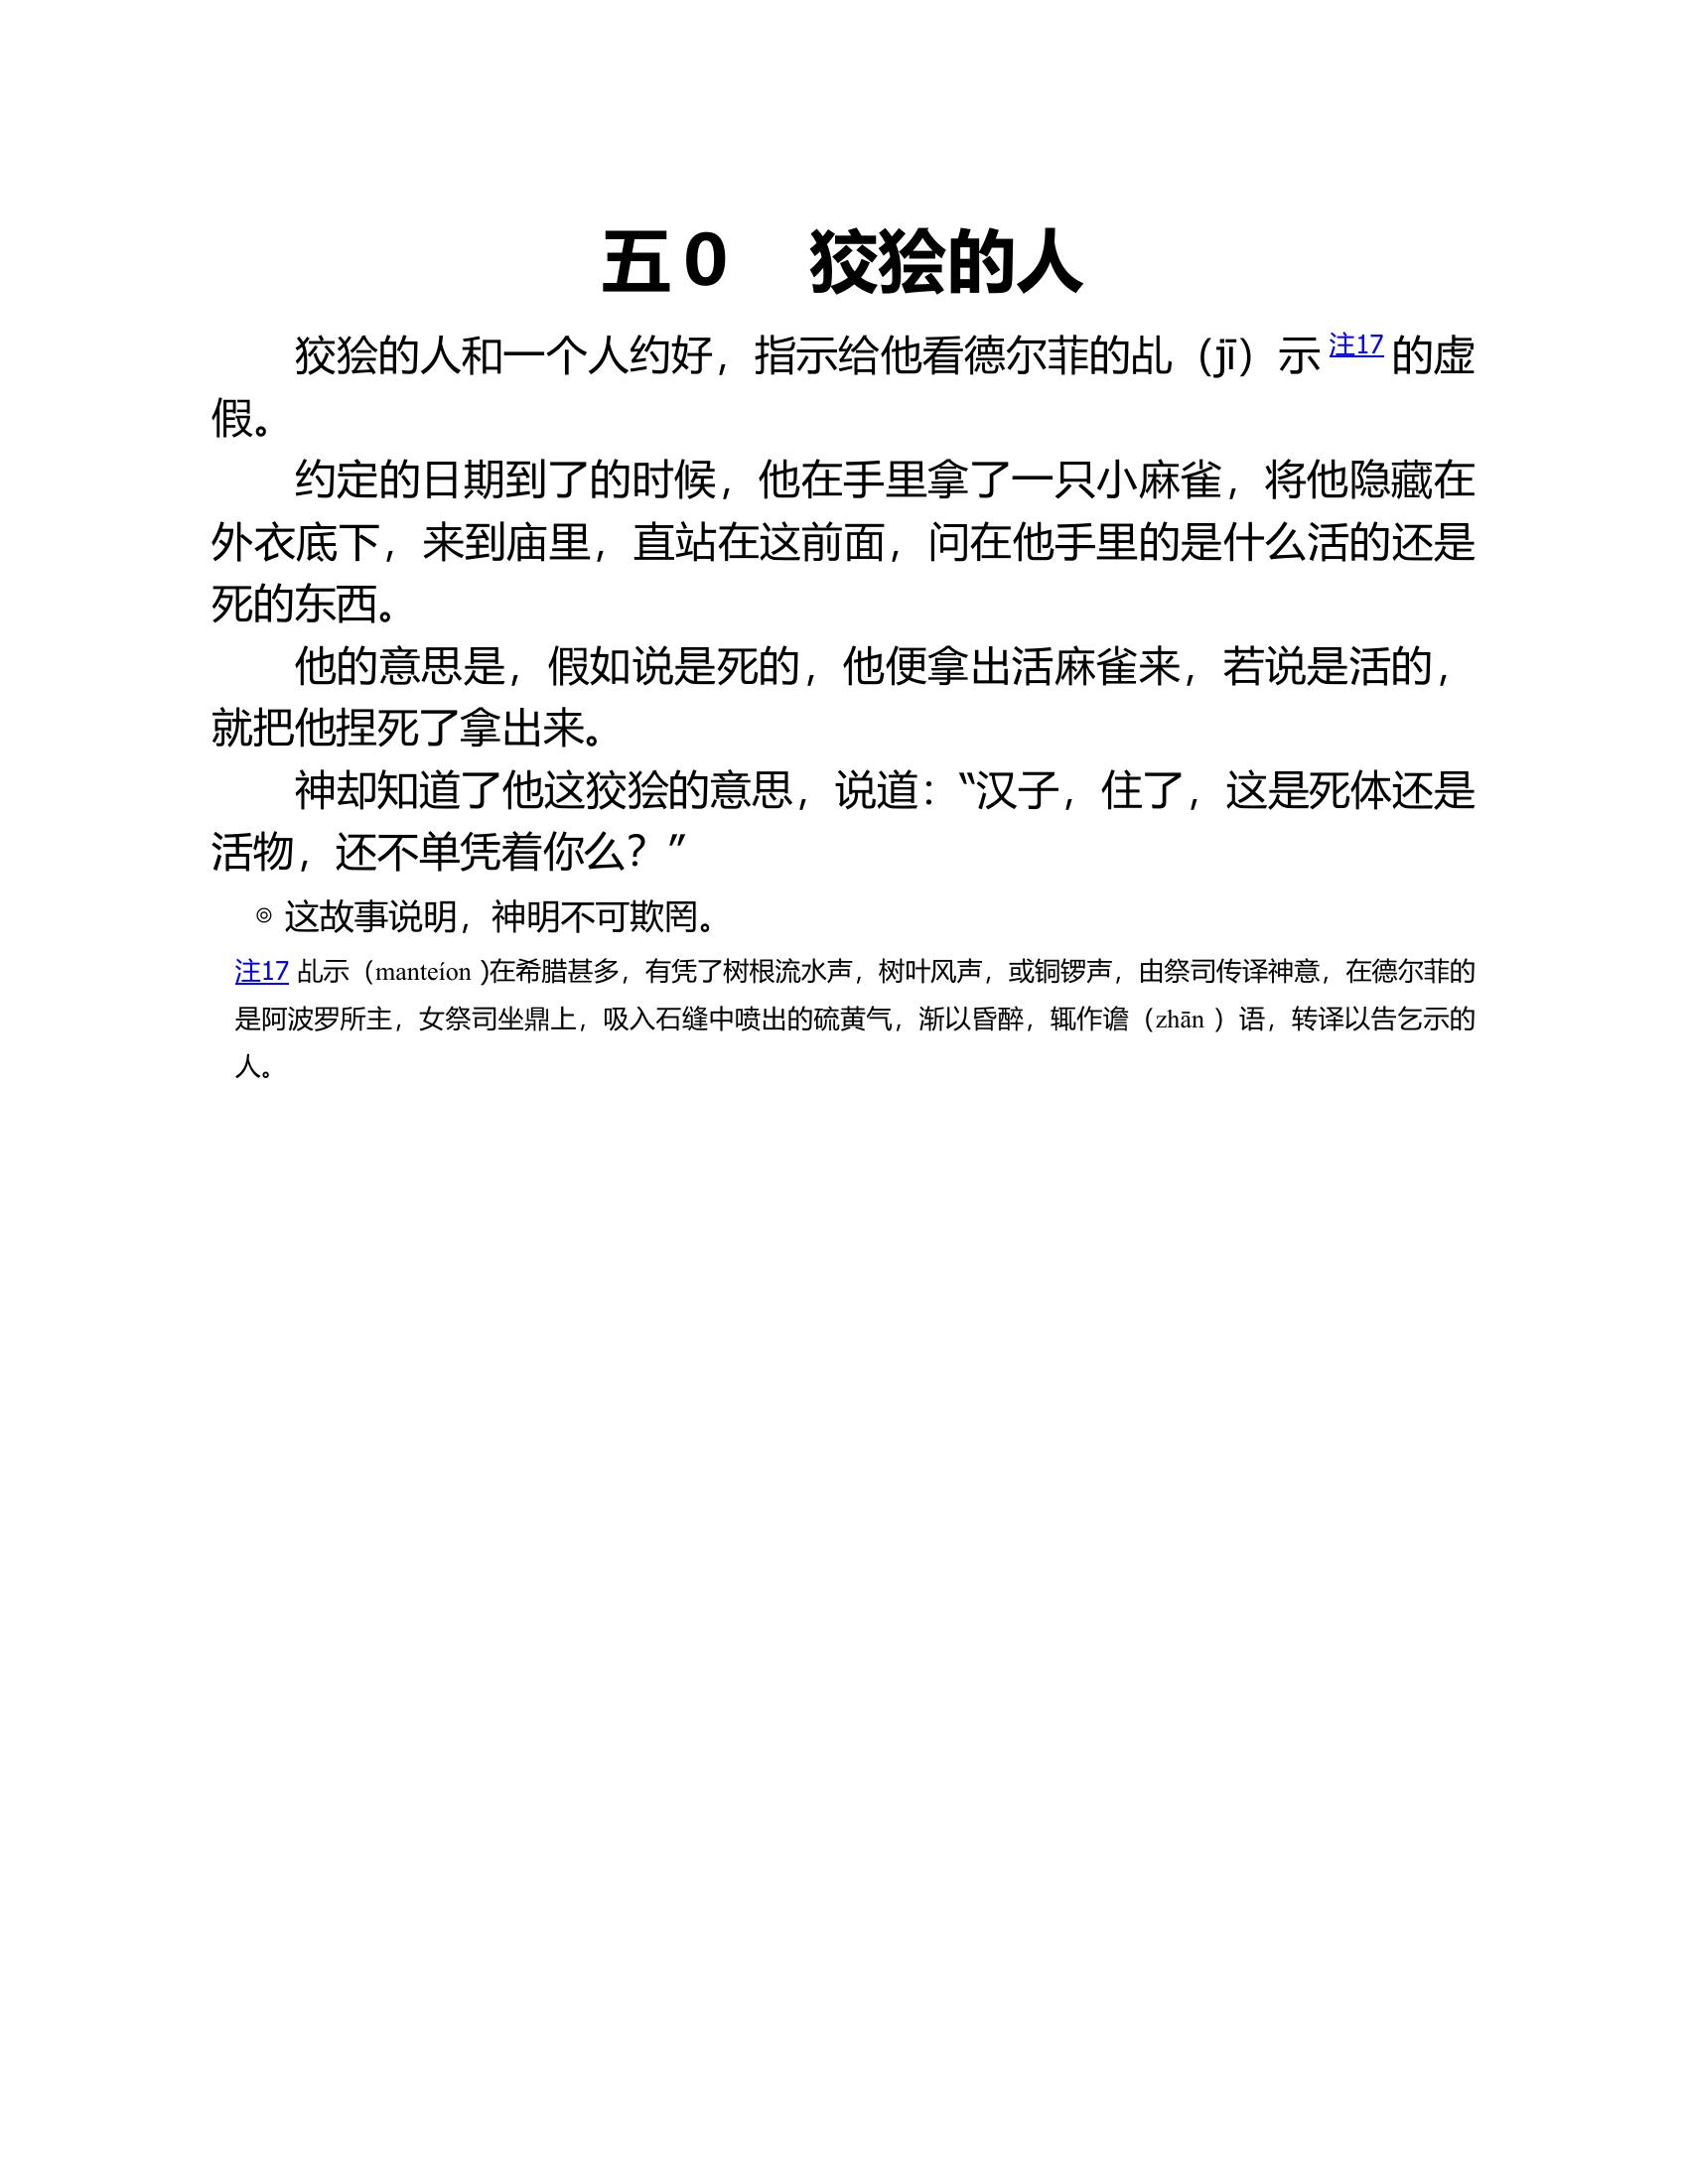 五0　狡狯的人
狡狯的人和一个人约好，指示给他看德尔菲的乩（jī）示 注17 的虚
假。
约定的日期到了的时候，他在手里拿了一只小麻雀，将他隐藏在
外衣底下，来到庙里，直站在这前面，问在他手里的是什么活的还是
死的东西。
他的意思是，假如说是死的，他便拿出活麻雀来，若说是活的，
就把他捏死了拿出来。
神却知道了他这狡狯的意思，说道：“汉子，住了，这是死体还是
活物，还不单凭着你么？”
◎ 这故事说明，神明不可欺罔。
注17 乩示（manteíon )在希腊甚多，有凭了树根流水声，树叶风声，或铜锣声，由祭司传译神意，在德尔菲的
是阿波罗所主，女祭司坐鼎上，吸入石缝中喷出的硫黄气，渐以昏醉，辄作谵（zhān ）语，转译以告乞示的
人。